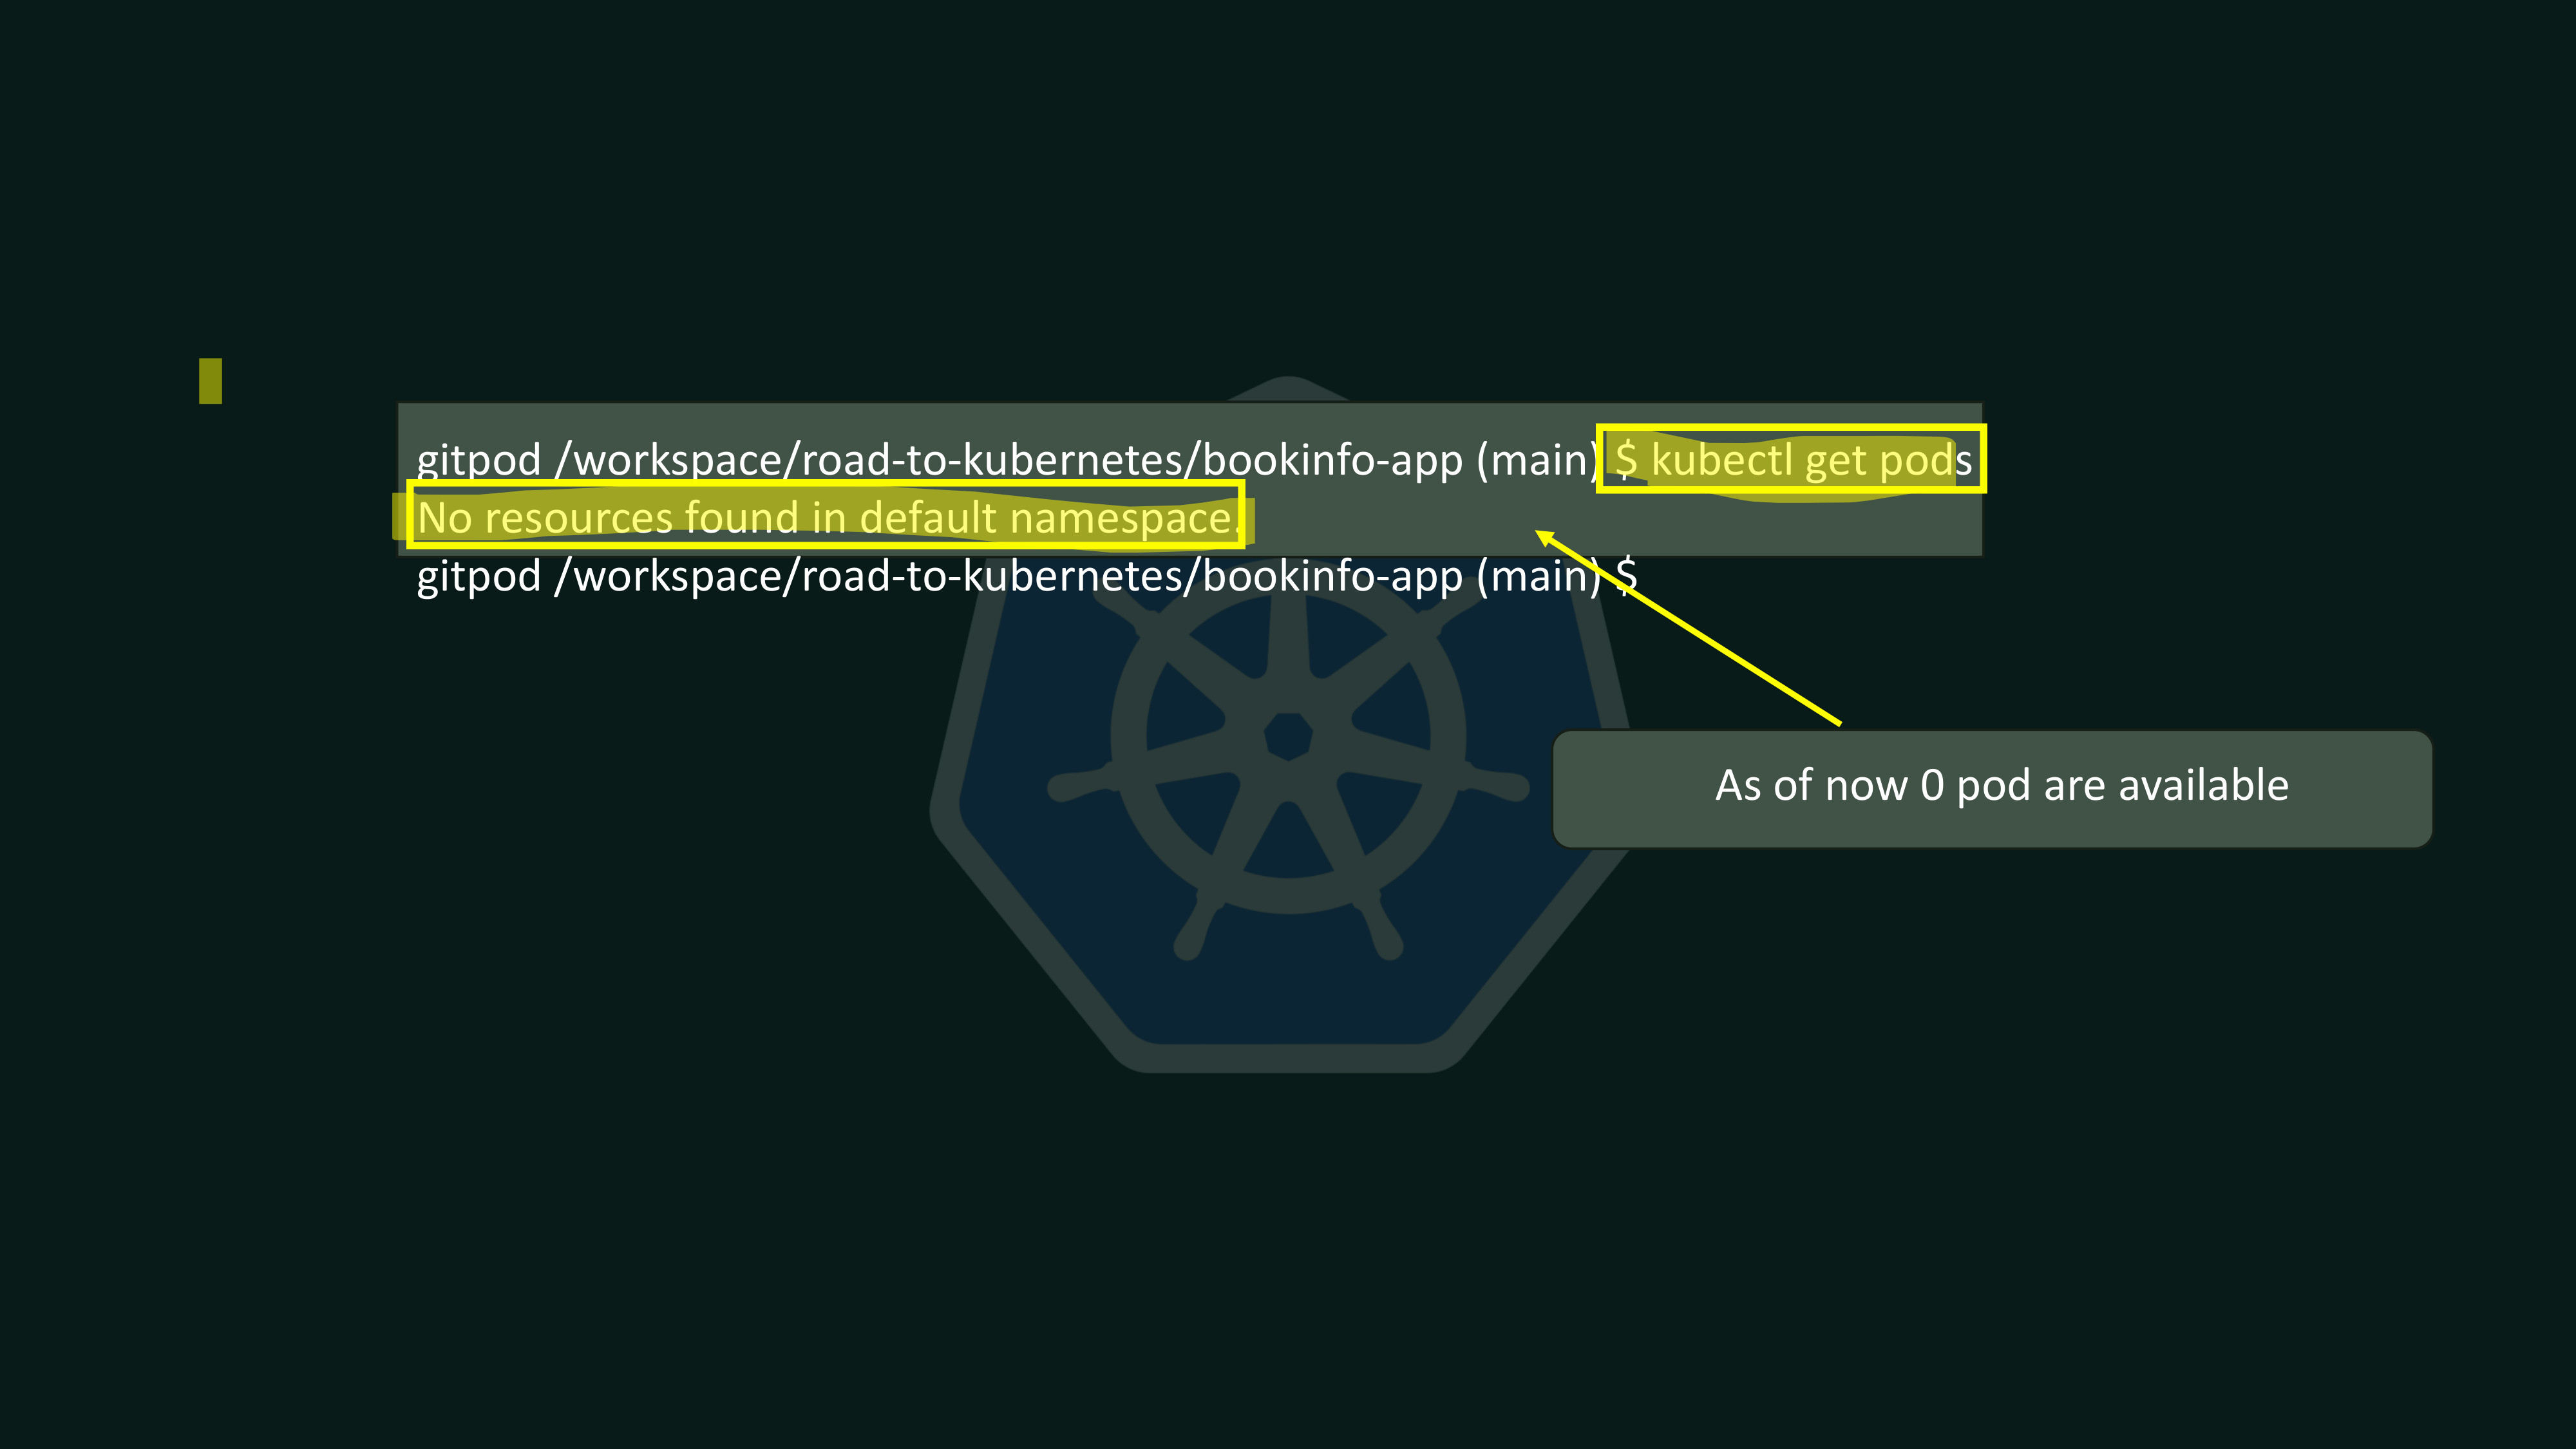 gitpod /workspace/road-to-kubernetes/bookinfo-app (main) $ kubectl get pods
No resources found in default namespace.
gitpod /workspace/road-to-kubernetes/bookinfo-app (main) $
As of now 0 pod are available